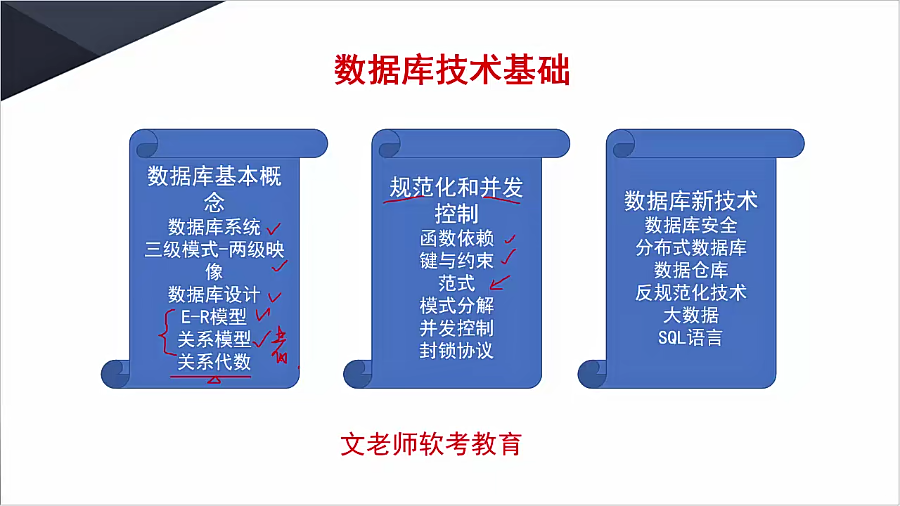 数据库技术基础
数据库基本概
念
数据库系统
三级模式-两级映
像
数据库设计
E-R模型
关系模型
关系代数
规范化和并发
控制
函数依赖
键与约束
范式
模式分解
并发控制
封锁协议
数据库新技术
数据库安全
分布式数据库
数据仓库
反规范化技术
大数据
SQL语言
文老师软考教育